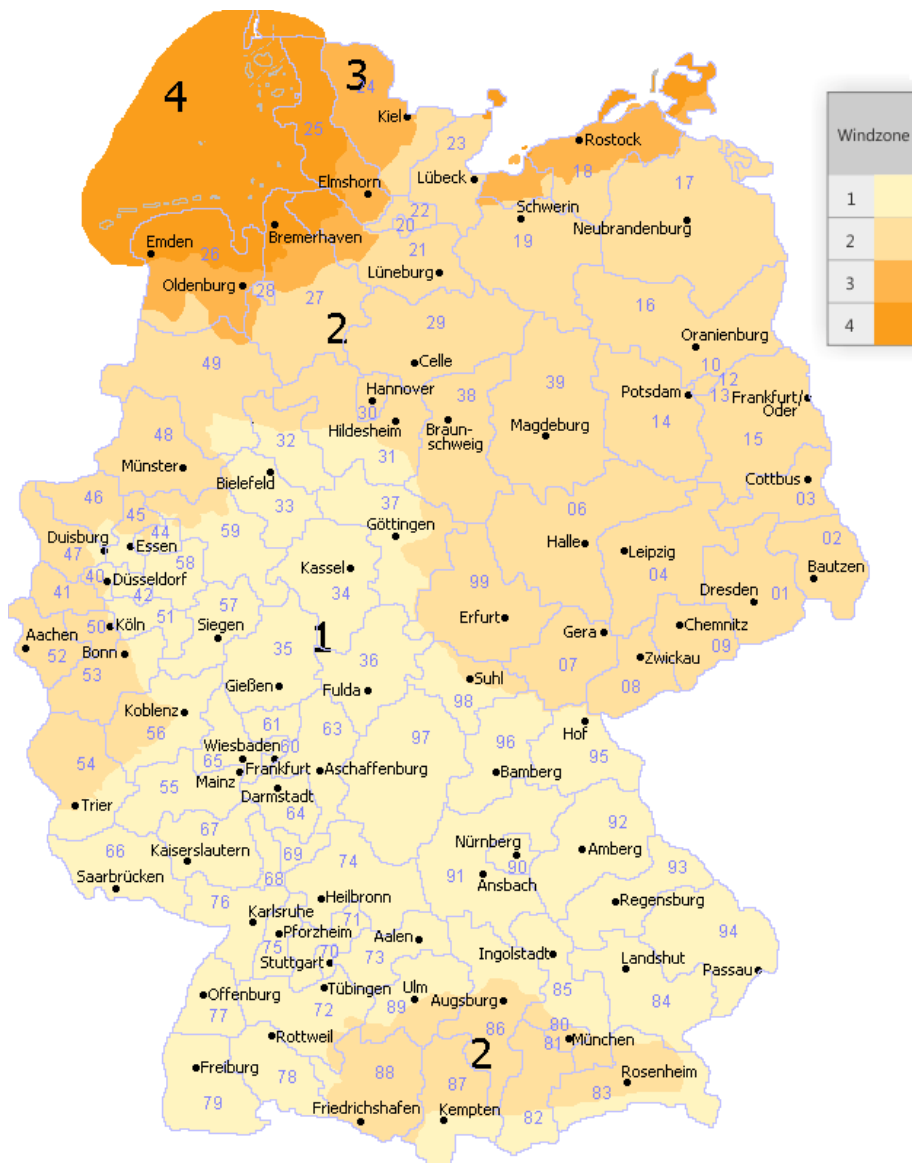 3
4
24
Kiel
25
Windzone
Rostock
23
18
17
Elmshorn
Lübeck
1
Schwerin
22
20
19
Neubrandenburg
Bremerhaven
2
Emden
26
21
Lüneburg
3
Oldenburg
28
27
16
4
2
29
Oranienburg
49
Celle
10
12
39
Hannover
38
Potsdam
13
Frankfurt/
Oder
30
Braun-
schweig
Hildesheim
Magdeburg
14
48
32
31
15
Münster
Bielefeld
Cottbus
46
33
37
03
45
06
Göttingen
44
59
02
Duisburg
Essen
Halle
Leipzig
47
58
99
Kassel
04
Bautzen
40
Düsseldorf
41
42
57
34
Dresden
01
51
Erfurt
50
Köln
Siegen
1
Gera
Chemnitz
Aachen
35
36
09
52
Bonn
07
Zwickau
53
Suhl
08
Gießen
Fulda
98
Koblenz
61
63
Hof
56
97
96
95
Wiesbaden
60
54
65
Frankfurt
Aschaffenburg
Bamberg
Mainz
55
Darmstadt
Trier
64
92
67
66
Kaiserslautern
69
74
Nürnberg
Amberg
93
90
Saarbrücken
68
91
Ansbach
76
Heilbronn
Regensburg
Karlsruhe
71
94
Pforzheim
Aalen
75
70
73
Ingolstadt
Stuttgart
Landshut
Passau
Tübingen
Ulm
85
Offenburg
89
Augsburg
84
77
72
86
80
Rottweil
81
München
2
Freiburg
88
78
87
Rosenheim
83
79
Friedrichshafen
Kempten
82